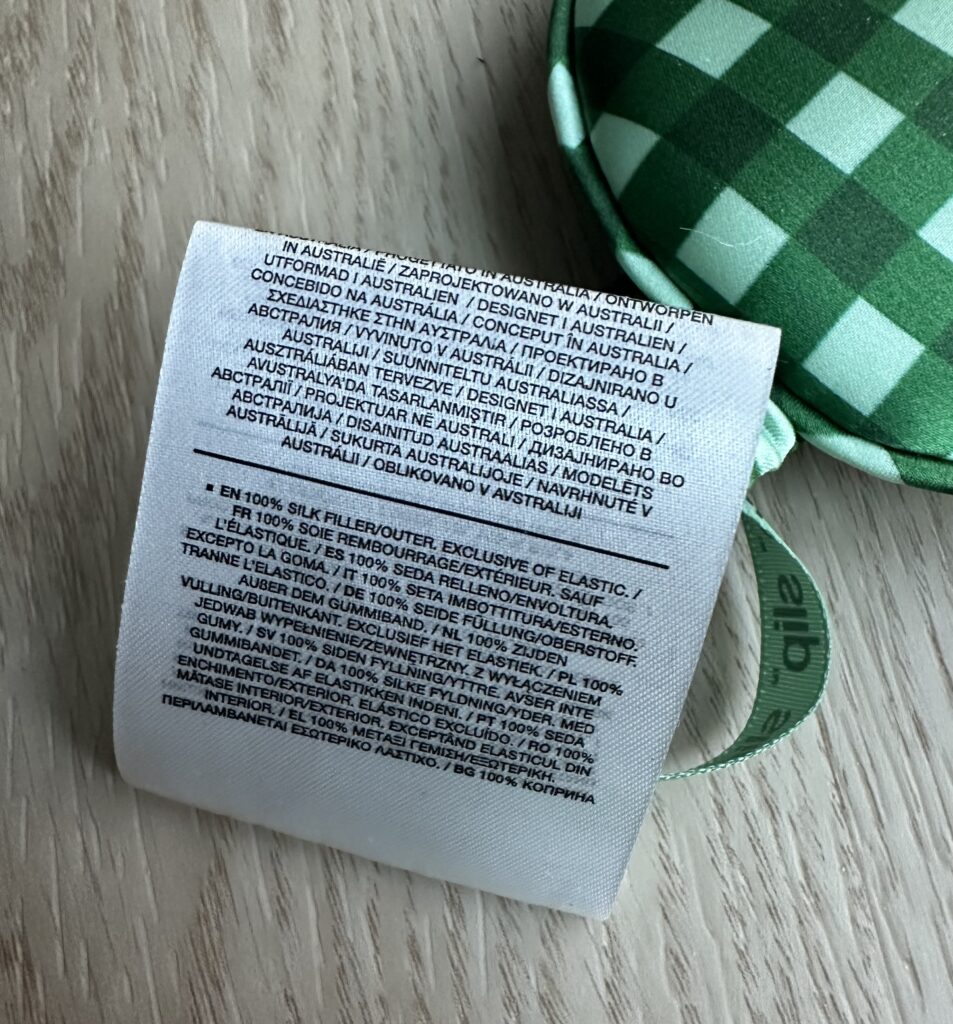 PROGETTATO IN AUSTRALIA /
IN AUSTRALIË / ZAPROJEKTOWANO W AUSTRALII / ONTWORPEN
UTFORMAD I AUSTRALIEN / DESIGNET I AUSTRALIEN /
CONCEBIDO NA AUSTRÁLIA / CONCEPUT ÎN AUSTRALIA /
ΣΧΕΔΙΑΣΤΗΚΕ ΣΤΗΝ ΑΥΣΤΡΑΛΙΑ / ПРОЕКТИРАНО В
АВСТРАЛИЯ / VYVINUTO V AUSTRÁLII / DIZAJNIRANO U
AUSTRALIJI / SUUNNITELTU AUSTRALIASSA /
AUSZTRÁLIÁBAN TERVEZVE / DESIGNET I AUSTRALIA /
AVUSTRALYA'DA TASARLANMISTIR / РОЗРОБЛЕНО В
АВСТРАЛІЇ / PROJEKTUAR NË AUSTRALI / ДИЗАЈНИРАНО ВО
АВСТРАЛИЈА / DISAINITUD AUSTRAALIAS / MODELĒTS
AUSTRĀLIJĀ / SUKURTA AUSTRALIJOJE / NAVRHNUTÉ V
AUSTRÁLII / OBLIKOVANO V AVSTRALIJI
▪ EN 100% SILK FILLER/OUTER. EXCLUSIVE OF ELASTIC. /
FR 100% SOIE REMBOURRAGE/EXTÉRIEUR. SAUF
L'ÉLASTIQUE. / ES 100% SEDA RELLENO/ENVOLTURA.
EXCEPTO LA GOMA. / IT 100% SETA IMBOTTITURA/ESTERNO.
TRANNE L'ELASTICO. / DE 100% SEIDE FÜLLUNG/OBERSTOFF.
AUßER DEM GUMMIBAND. / NL 100% ZIJDEN
VULLING/BUITENKANT. EXCLUSIEF HET ELASTIEK. / PL 100%
JEDWAB WYPEŁNIENIE/ZEWNĘTRZNY. Z WYŁĄCZENIEM
GUMY. / SV 100% SIDEN FYLLNING/YTTRE. AVSER INTE
GUMMIBANDET. / DA 100% SILKE FYLDNING/YDER. MED
UNDTAGELSE AF ELASTIKKEN INDENI. / PT 100% SEDA
ENCHIMENTO/EXTERIOR. ELÁSTICO EXCLUÍDO. / RO 100%
MĂTASE INTERIOR/EXTERIOR. EXCEPTÂND ELASTICUL DIN
INTERIOR. / EL 100% ΜΕΤΑΞΙ ΓΕΜΙΣΗ/ΕΞΩΤΕΡΙΚΗ.
ΠΕΡΙΛΑΜΒΑΝΕΤΑΙ ΕΣΩΤΕΡΙΚΟ ΛΑΣΤΙΧΟ. / BG 100% КОПРИНА
slip